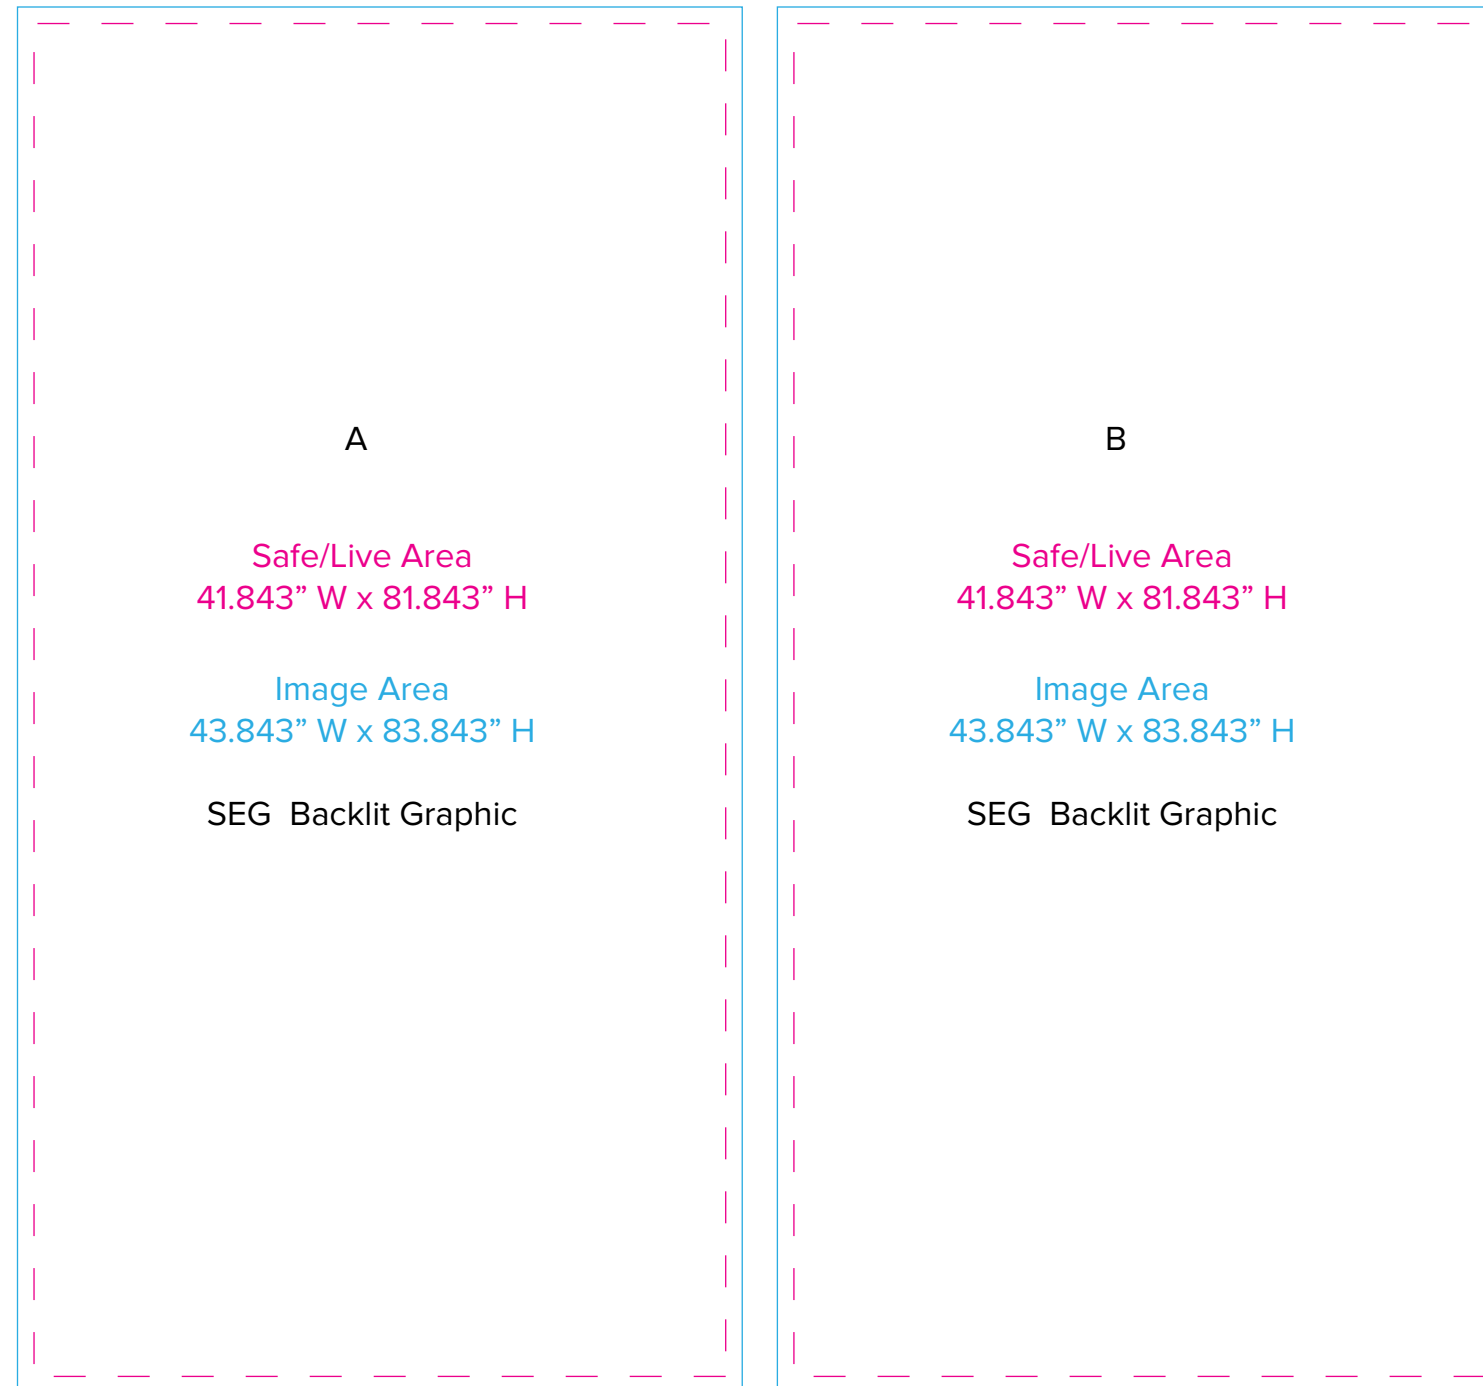 A
Safe/Live Area
41.843” W x 81.843” H
Image Area
43.843” W x 83.843” H
SEG  Backlit Graphic
B
Safe/Live Area
41.843” W x 81.843” H
Image Area
43.843” W x 83.843” H
SEG  Backlit Graphic